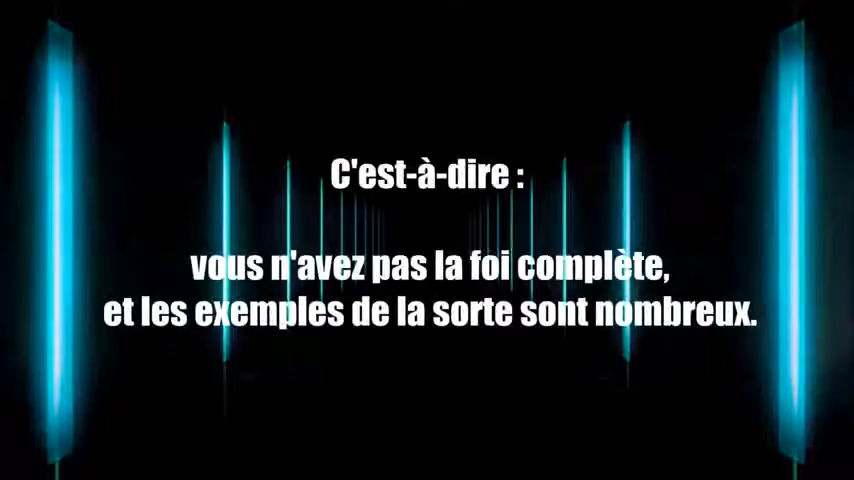 C'est-à-dire :
vous n'avez pas la foi complète,
et les exemples de la sorte sont nombreux.